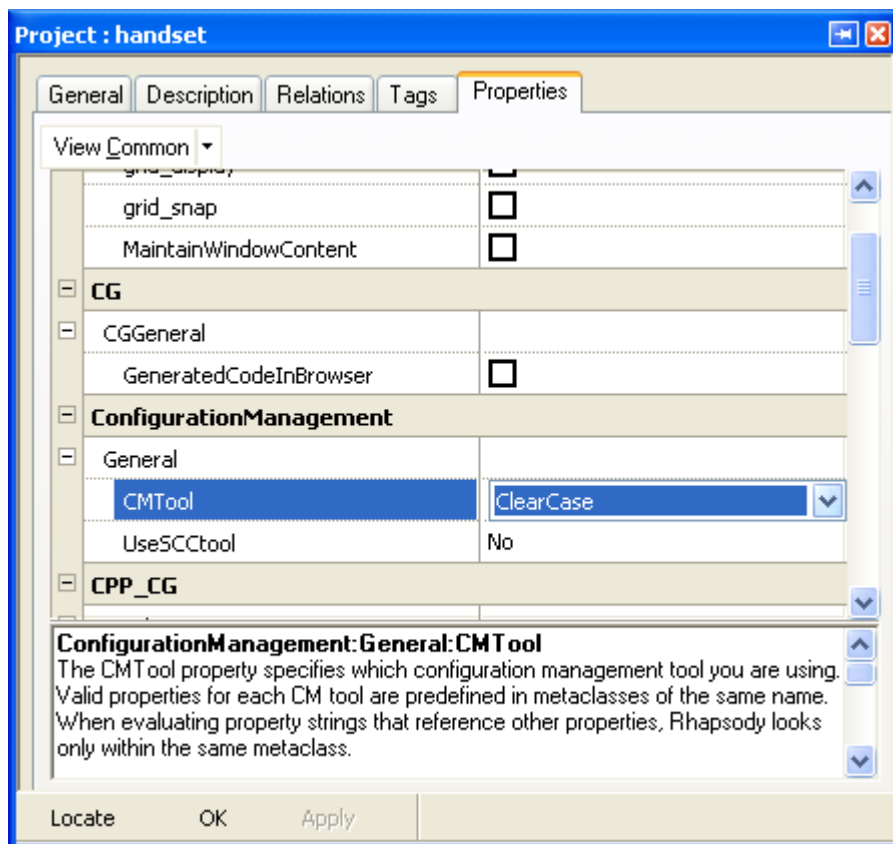 Project : handset
General Description Relations Tags Properties
View Common
grid_display
grid_snap
MaintainWindowContent
CG
CGGeneral
GeneratedCodeInBrowser
ConfigurationManagement
General
CMTool ClearCase
UseSCCtool No
CPP_CG
ConfigurationManagement:General:CMTool
The CMTool property specifies which configuration management tool you are using.
Valid properties for each CM tool are predefined in metaclasses of the same name.
When evaluating property strings that reference other properties, Rhapsody looks
only within the same metaclass.
Locate OK Apply